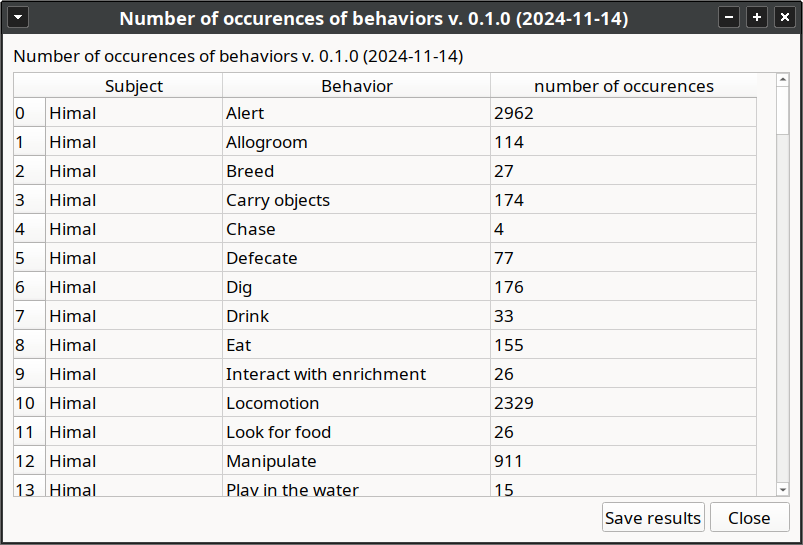 Number of occurences of behaviors v. 0.1.0 (2024-11-14)
Number of occurences of behaviors v. 0.1.0 (2024-11-14)
Subject Behavior number of occurences
0 Himal Alert 2962
1 Himal Allogroom 114
2 Himal Breed 27
3 Himal Carry objects 174
4 Himal Chase 4
5 Himal Defecate 77
6 Himal Dig 176
7 Himal Drink 33
8 Himal Eat 155
9 Himal Interact with enrichment 26
10 Himal Locomotion 2329
11 Himal Look for food 26
12 Himal Manipulate 911
13 Himal Play in the water 15
Save results Close